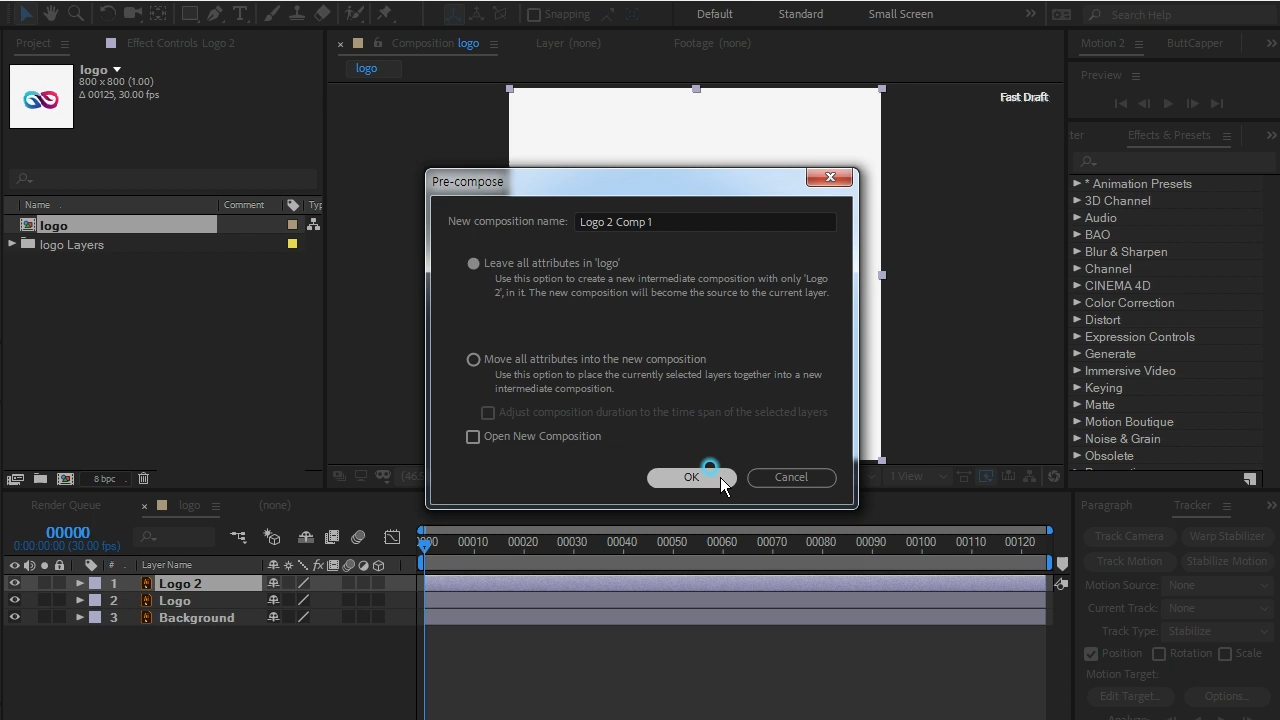 Snapping
Default
Standard
Small Screen
Search Help
Project
Effect Controls Logo 2
Composition logo
Layer (none)
Footage (none)
Motion 2
ButtCapper
logo
800 x 800 (1.00)
Δ 00125, 30.00 fps
logo
Preview
Fast Draft
ter
Effects & Presets
Name
Comment
Typ
logo
logo Layers
* Animation Presets
3D Channel
Audio
BAO
Blur & Sharpen
Channel
CINEMA 4D
Color Correction
Distort
Expression Controls
Generate
Immersive Video
Keying
Matte
Motion Boutique
Noise & Grain
Obsolete
Pre-compose
New composition name:
Logo 2 Comp 1
Leave all attributes in 'logo'
Use this option to create a new intermediate composition with only 'Logo
2', in it. The new composition will become the source to the current layer.
Move all attributes into the new composition
Use this option to place the currently selected layers together into a new
intermediate composition.
Adjust composition duration to the time span of the selected layers
Open New Composition
OK
Cancel
8 bpc
1 View
Render Queue
logo
(none)
00000
0:00:00:00 (30.00 fps)
00010
00020
00030
00040
00050
00060
00070
00080
00090
00100
00110
00120
#
Layer Name
fx
1
Logo 2
2
Logo
3
Background
Paragraph
Tracker
Track Camera
Warp Stabilizer
Track Motion
Stabilize Motion
Motion Source:
None
Current Track:
None
Track Type:
Stabilize
Position
Rotation
Scale
Motion Target:
Edit Target...
Options...